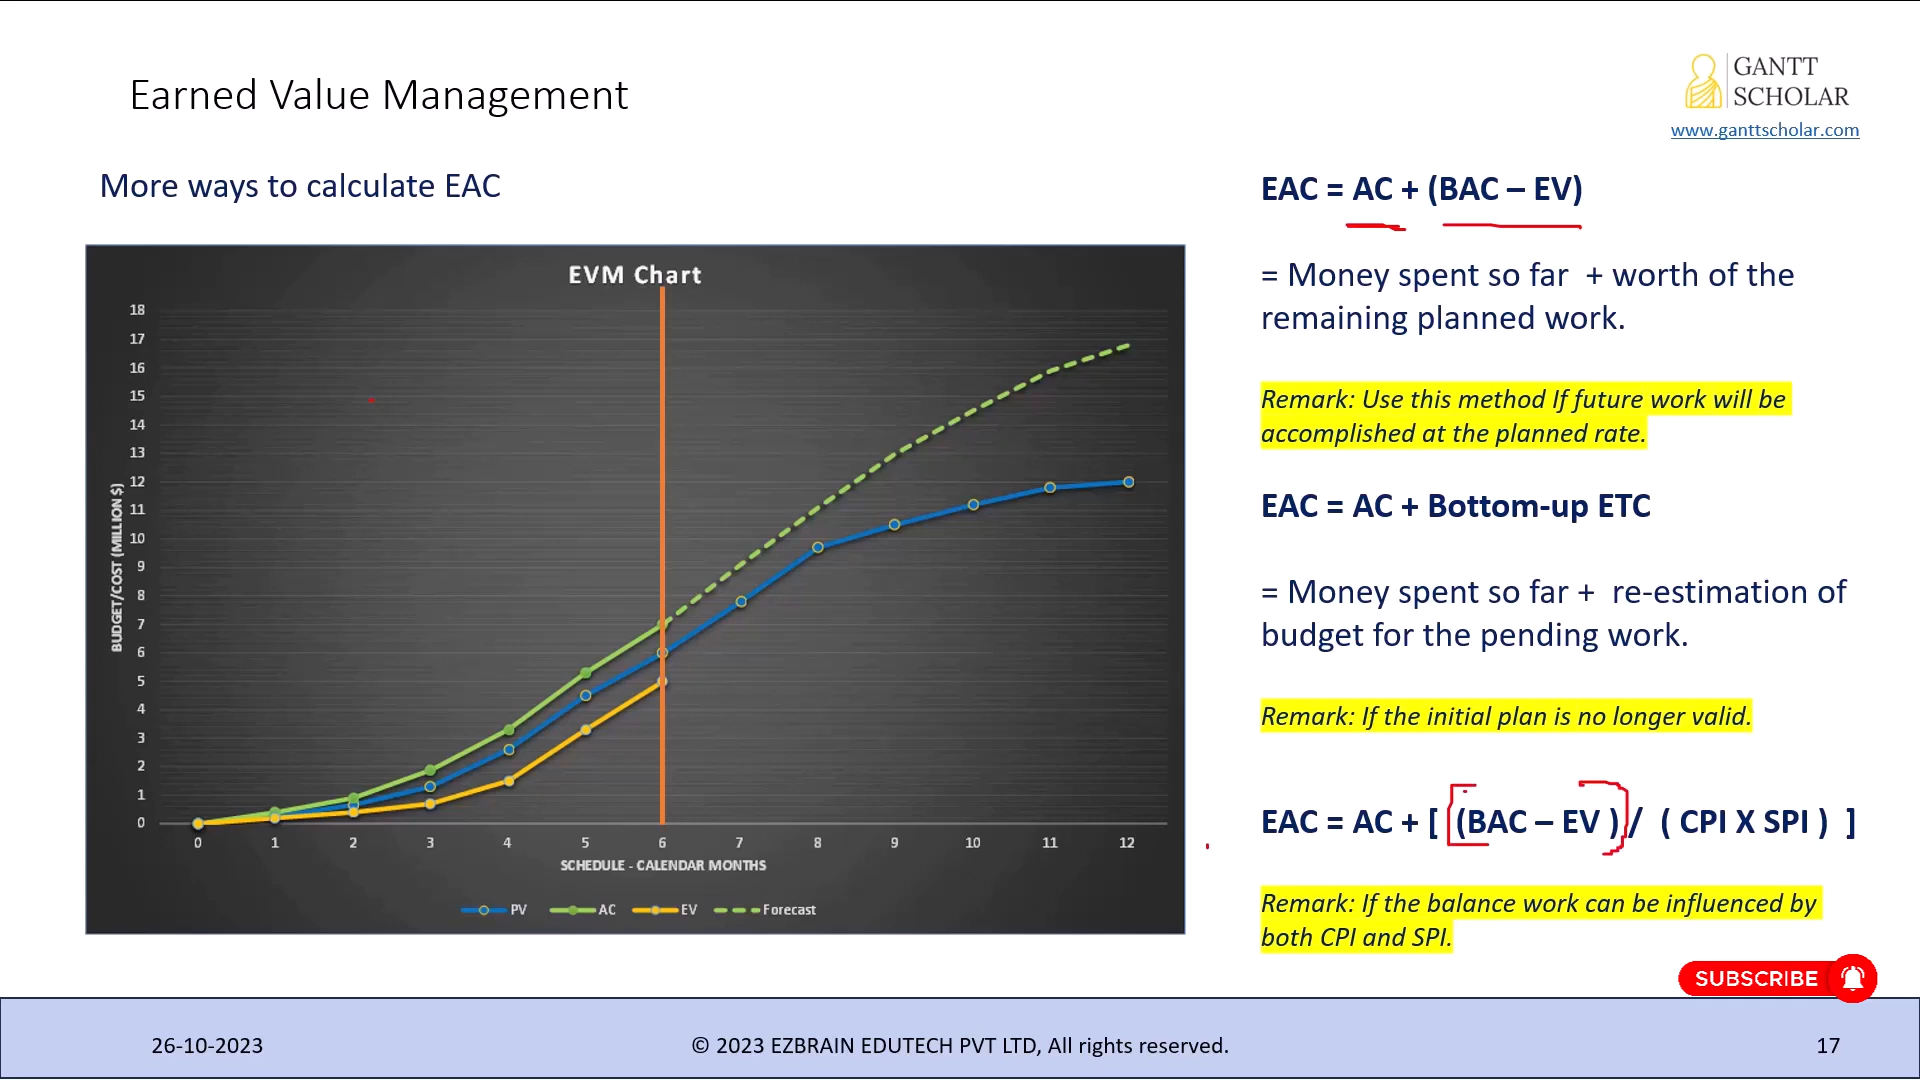 Earned Value Management
GANTT
SCHOLAR
www.ganttscholar.com
More ways to calculate EAC
EVM Chart
18
17
16
15
14
13
12
11
10
9
8
7
6
5
4
3
2
1
0
BUDGET/COST (MILLION $)
0 1 2 3 4 5 6 7 8 9 10 11 12
SCHEDULE - CALENDAR MONTHS
PV AC EV Forecast
EAC = AC + (BAC – EV)
= Money spent so far + worth of the
remaining planned work.
Remark: Use this method If future work will be
accomplished at the planned rate.
EAC = AC + Bottom-up ETC
= Money spent so far + re-estimation of
budget for the pending work.
Remark: If the initial plan is no longer valid.
EAC = AC + [ (BAC – EV ) / ( CPI X SPI ) ]
Remark: If the balance work can be influenced by
both CPI and SPI.
SUBSCRIBE
26-10-2023
© 2023 EZBRAIN EDUTECH PVT LTD, All rights reserved.
17